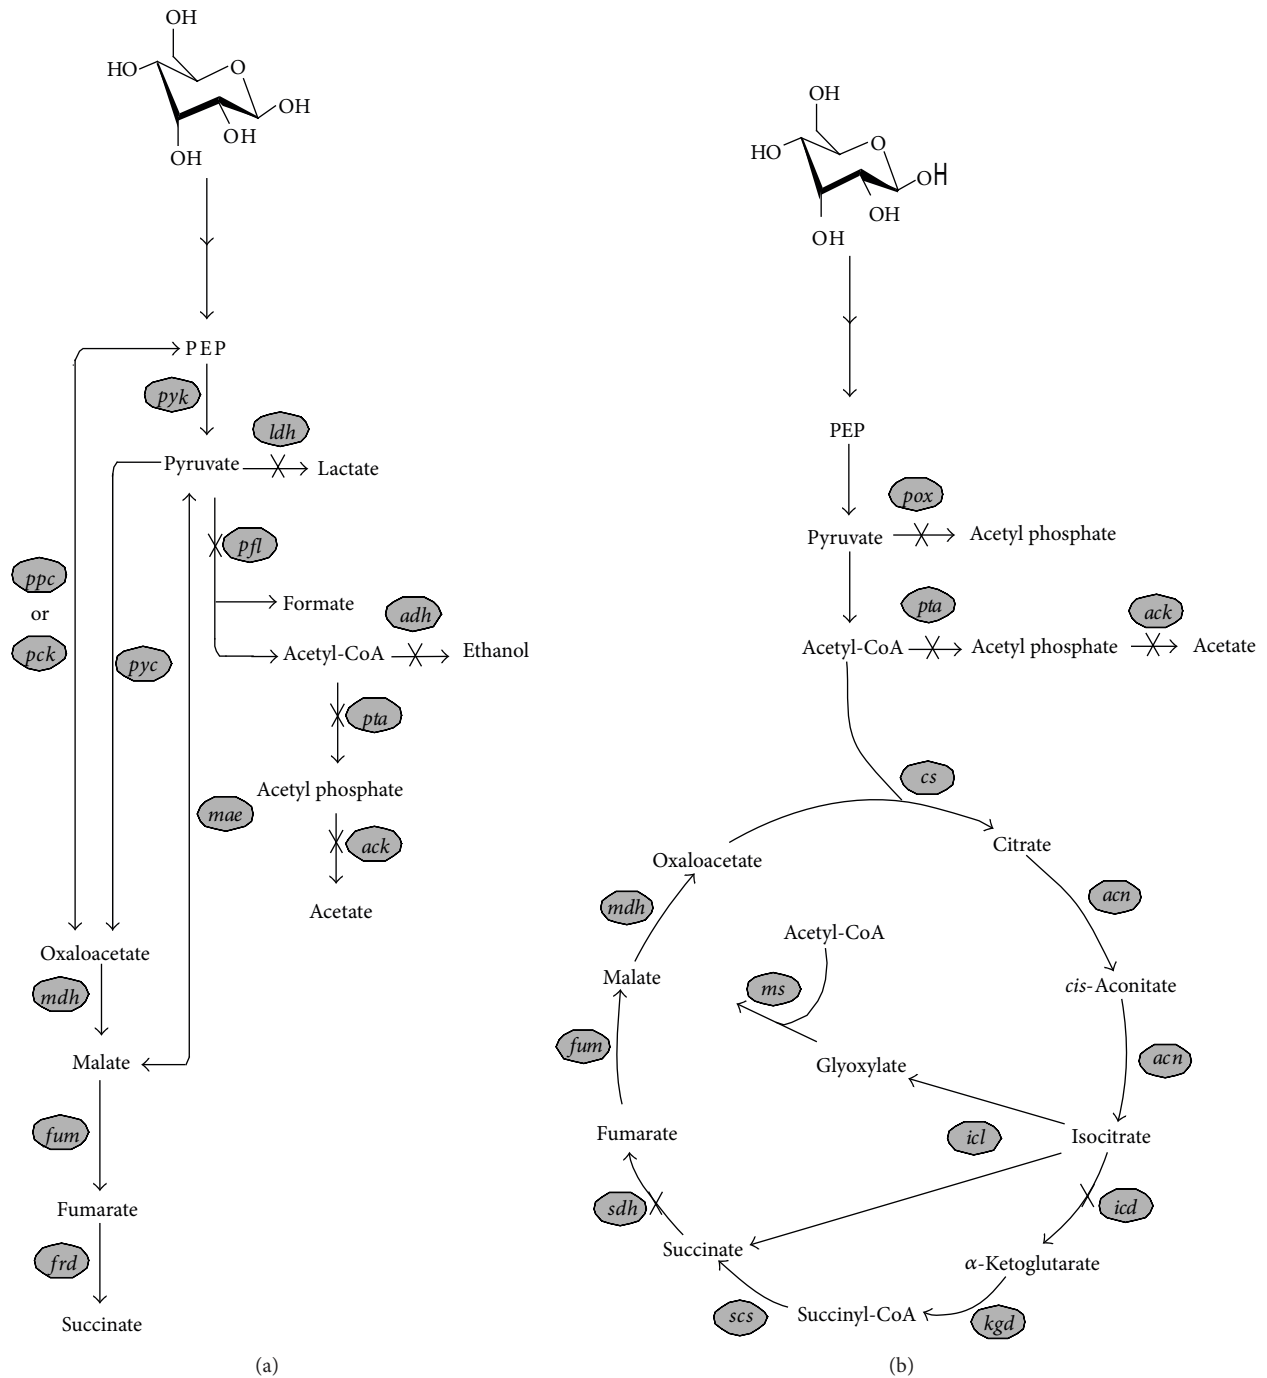 OH
HO
O
OH
OH
OH
PEP
pyk
ldh
Pyruvate
Lactate
pfl
ppc
or
pck
Formate
adh
pyc
Acetyl-CoA
Ethanol
pta
Acetyl phosphate
mae
ack
Acetate
Oxaloacetate
mdh
Malate
fum
Fumarate
frd
Succinate
(a)
OH
HO
O
OH
OH
OH
PEP
pox
Pyruvate
Acetyl phosphate
pta
ack
Acetyl-CoA
Acetyl phosphate
Acetate
cs
Citrate
Oxaloacetate
acn
mdh
Acetyl-CoA
Malate
cis-Aconitate
ms
fum
Glyoxylate
acn
Fumarate
icl
Isocitrate
sdh
icd
Succinate
α-Ketoglutarate
scs
Succinyl-CoA
kgd
(b)